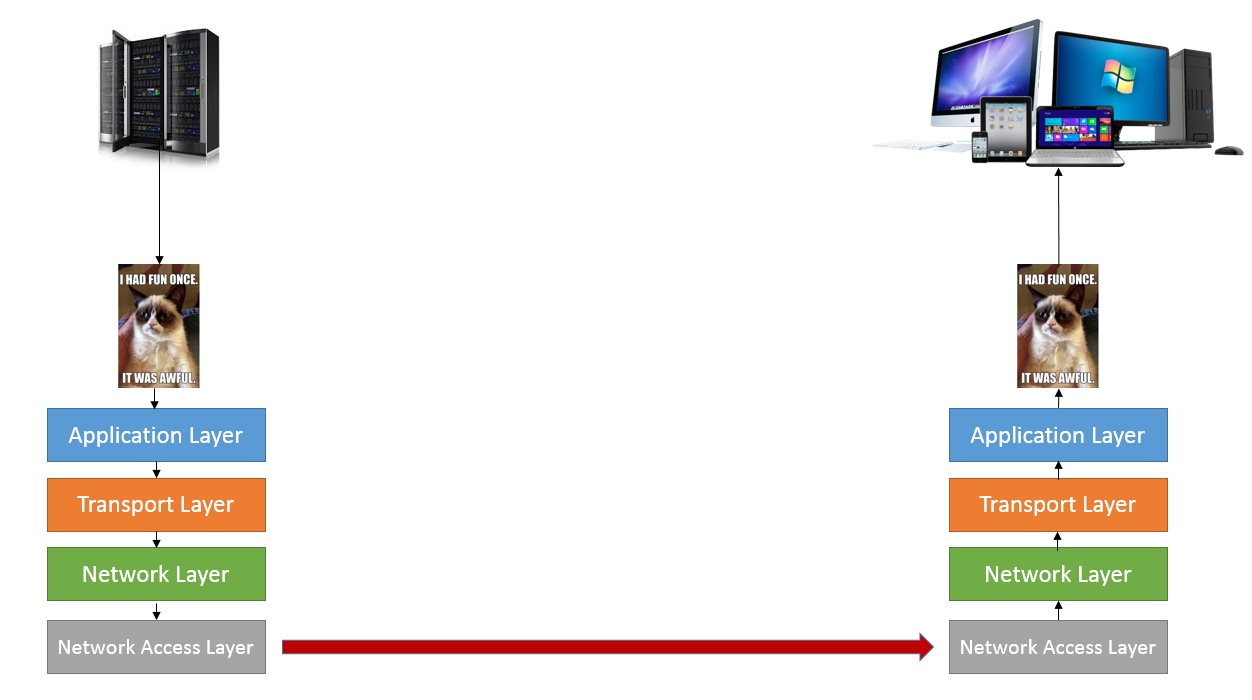 I HAD FUN ONCE.
IT WAS AWFUL.
Application Layer
Transport Layer
Network Layer
Network Access Layer
I HAD FUN ONCE.
IT WAS AWFUL.
Application Layer
Transport Layer
Network Layer
Network Access Layer